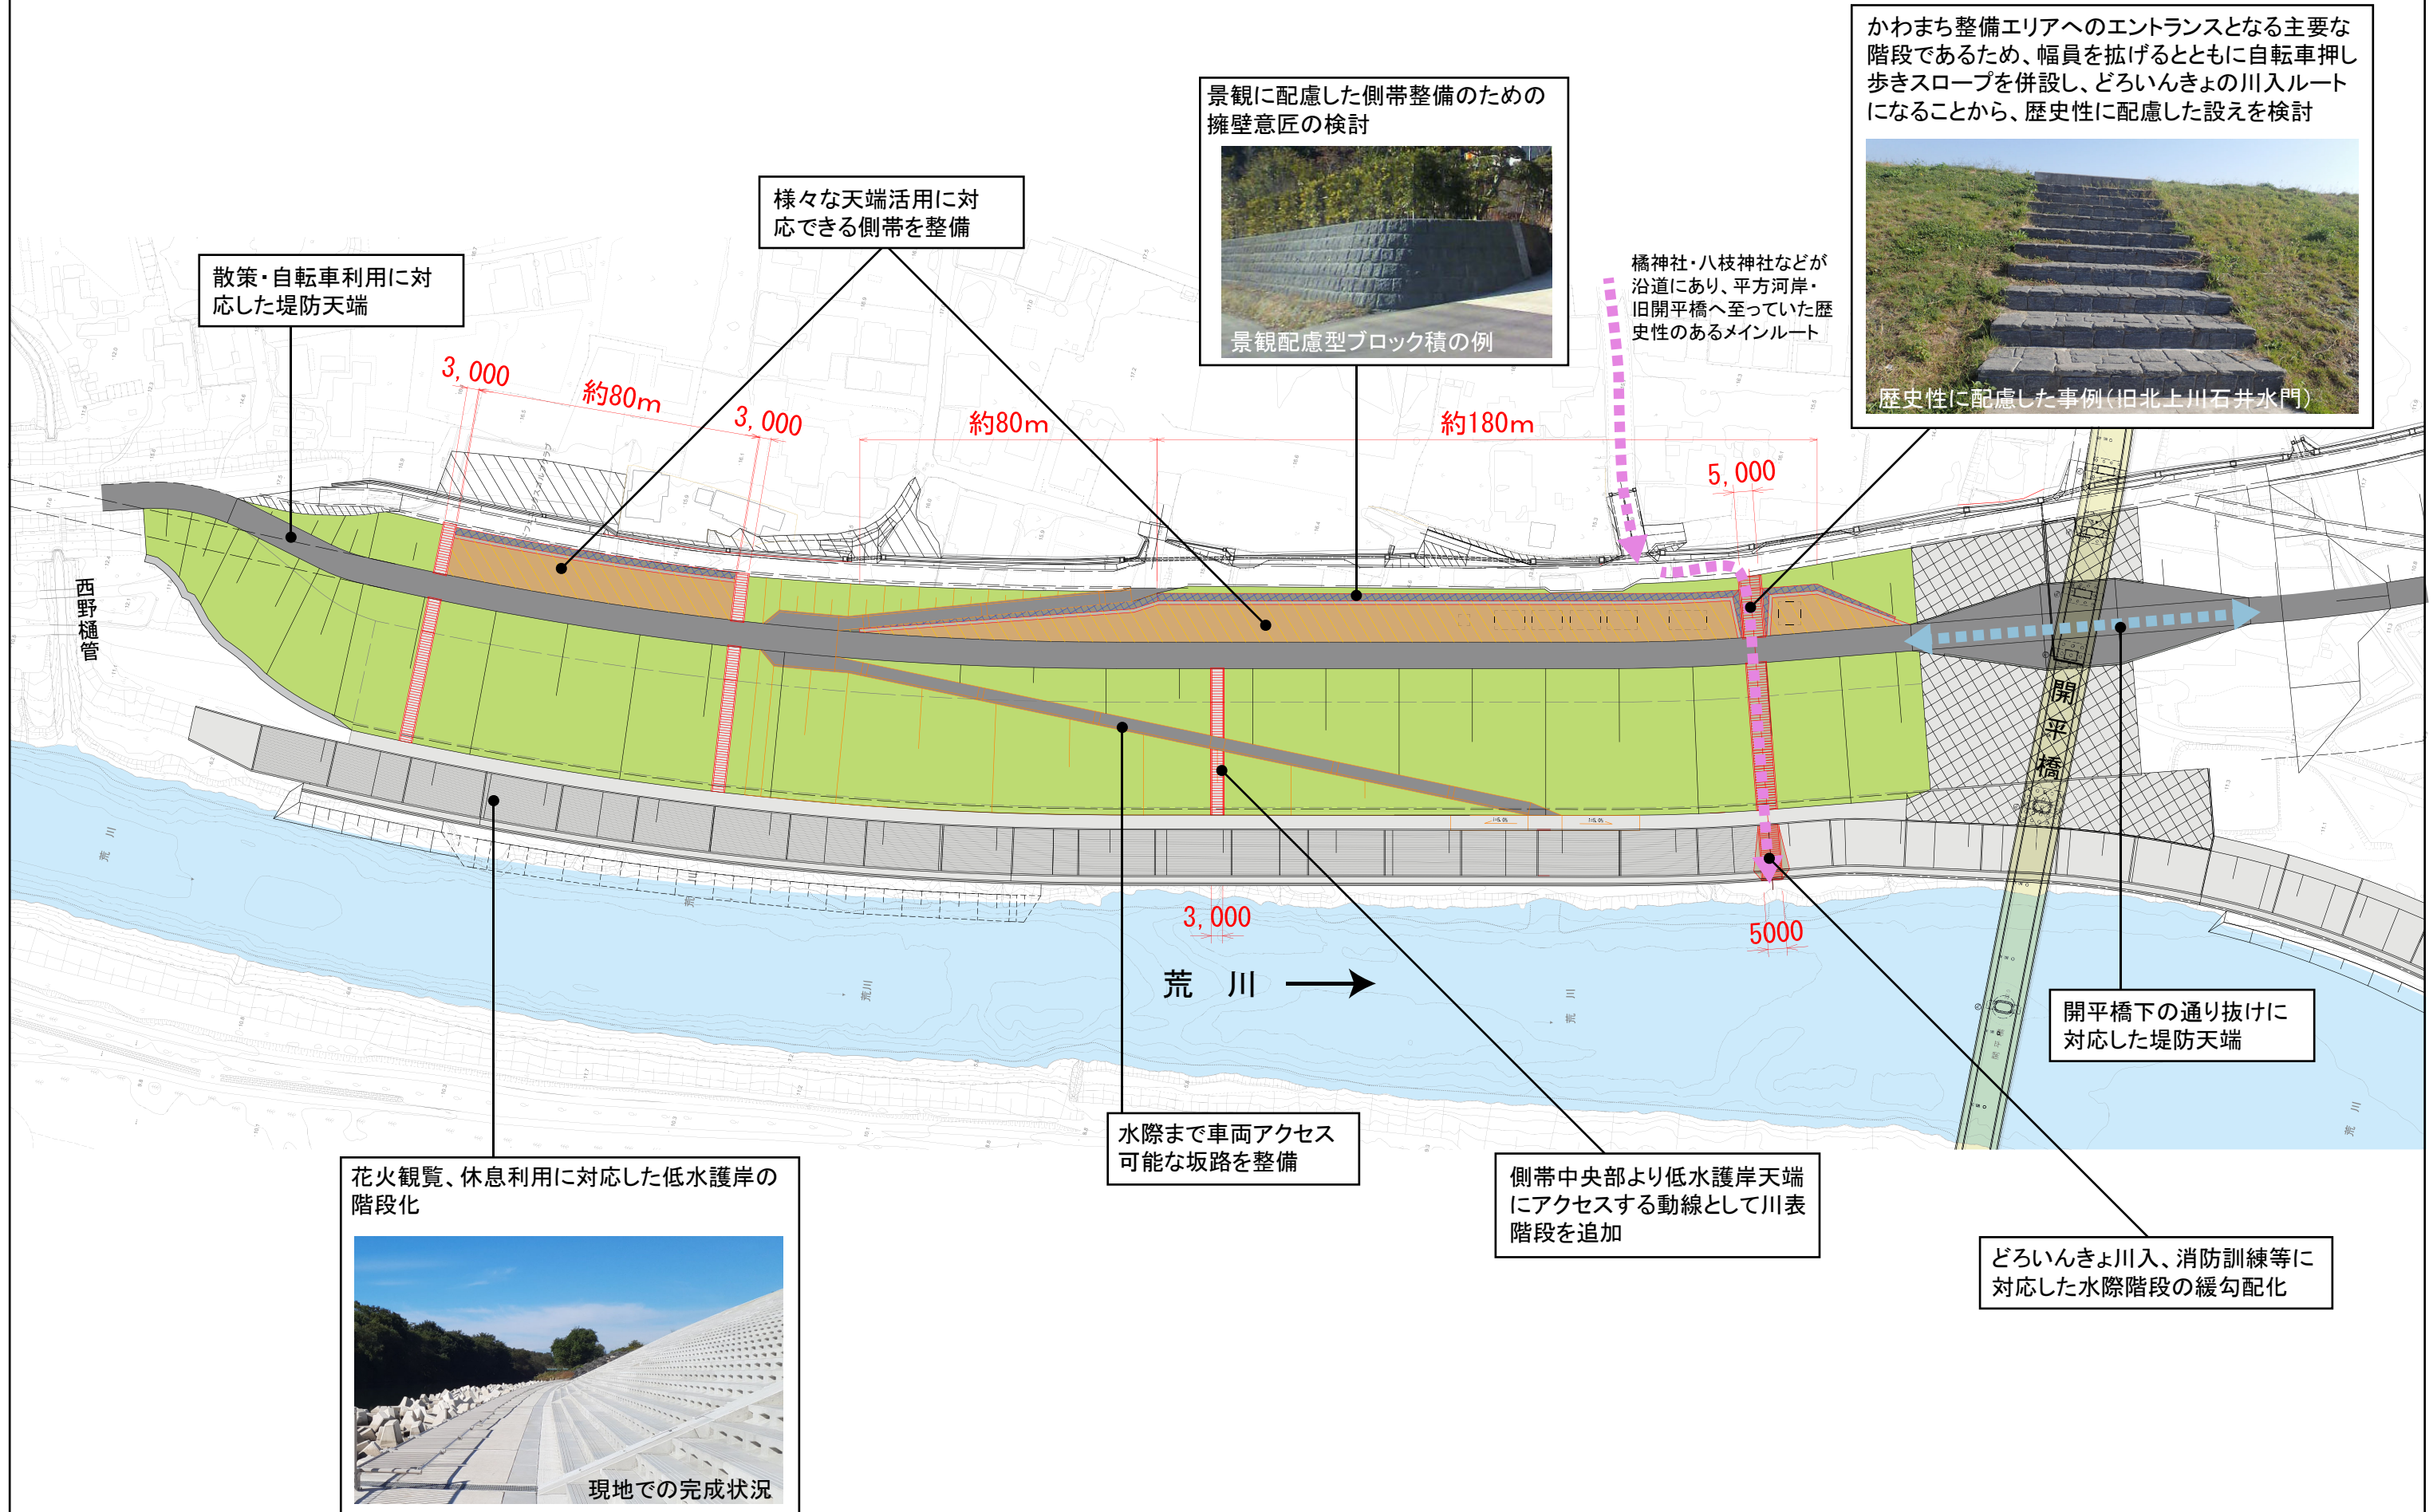 かわまち整備エリアへのエントランスとなる主要な
階段であるため、幅員を拡げるとともに自転車押し
歩きスロープを併設し、どろいんきょの川入ルート
になることから、歴史性に配慮した設えを検討
歴史性に配慮した事例(旧北上川石井水門)
景観に配慮した側帯整備のための
擁壁意匠の検討
景観配慮型ブロック積の例
様々な天端活用に対
応できる側帯を整備
散策・自転車利用に対
応した堤防天端
橘神社・八枝神社などが
沿道にあり、平方河岸・
旧開平橋へ至っていた歴
史性のあるメインルート
3,000
約80m
3,000
約80m
約180m
5,000
西野樋管
開平橋
3,000
5000
荒 川
荒 川
荒 川
荒川
荒 川
荒 川
開平橋下の通り抜けに
対応した堤防天端
水際まで車両アクセス
可能な坂路を整備
側帯中央部より低水護岸天端
にアクセスする動線として川表
階段を追加
どろいんきょ川入、消防訓練等に
対応した水際階段の緩勾配化
花火観覧、休息利用に対応した低水護岸の
階段化
現地での完成状況